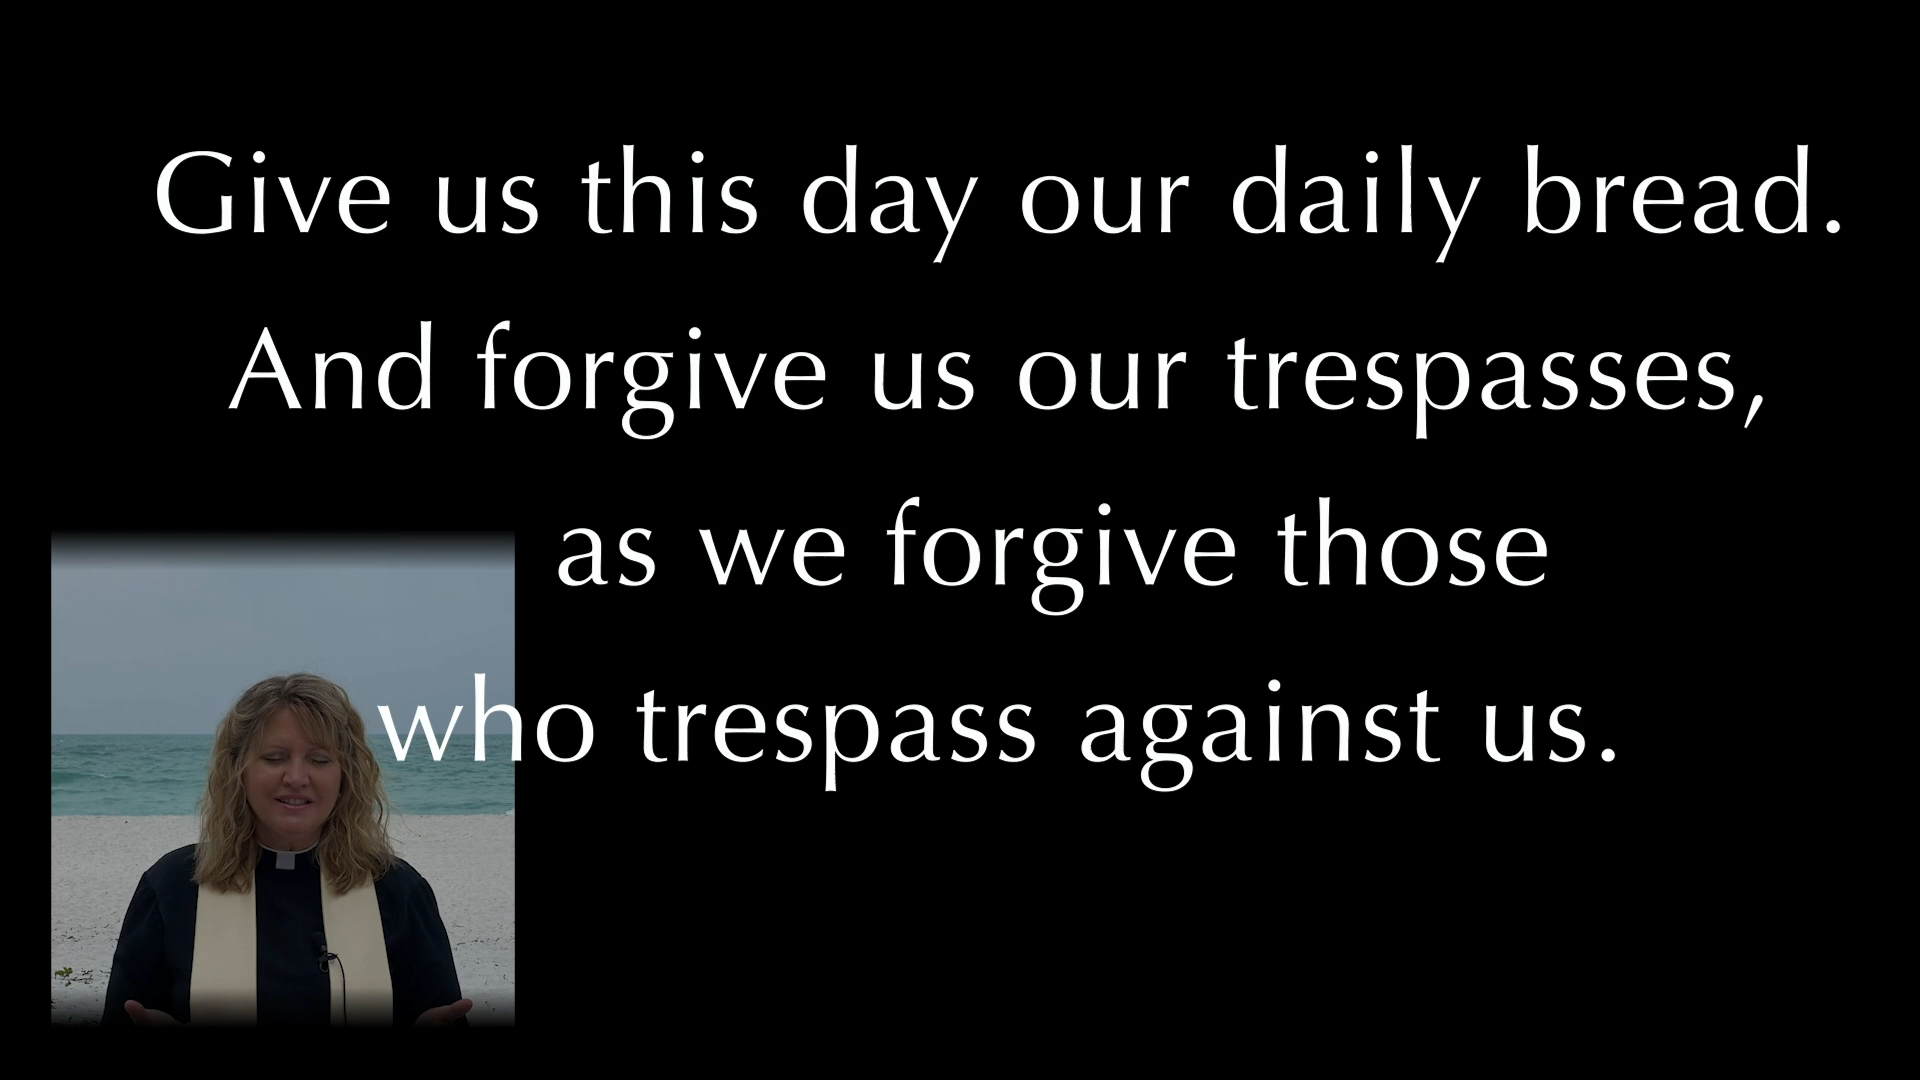 Give us this day our daily bread.
And forgive us our trespasses,
as we forgive those
who trespass against us.